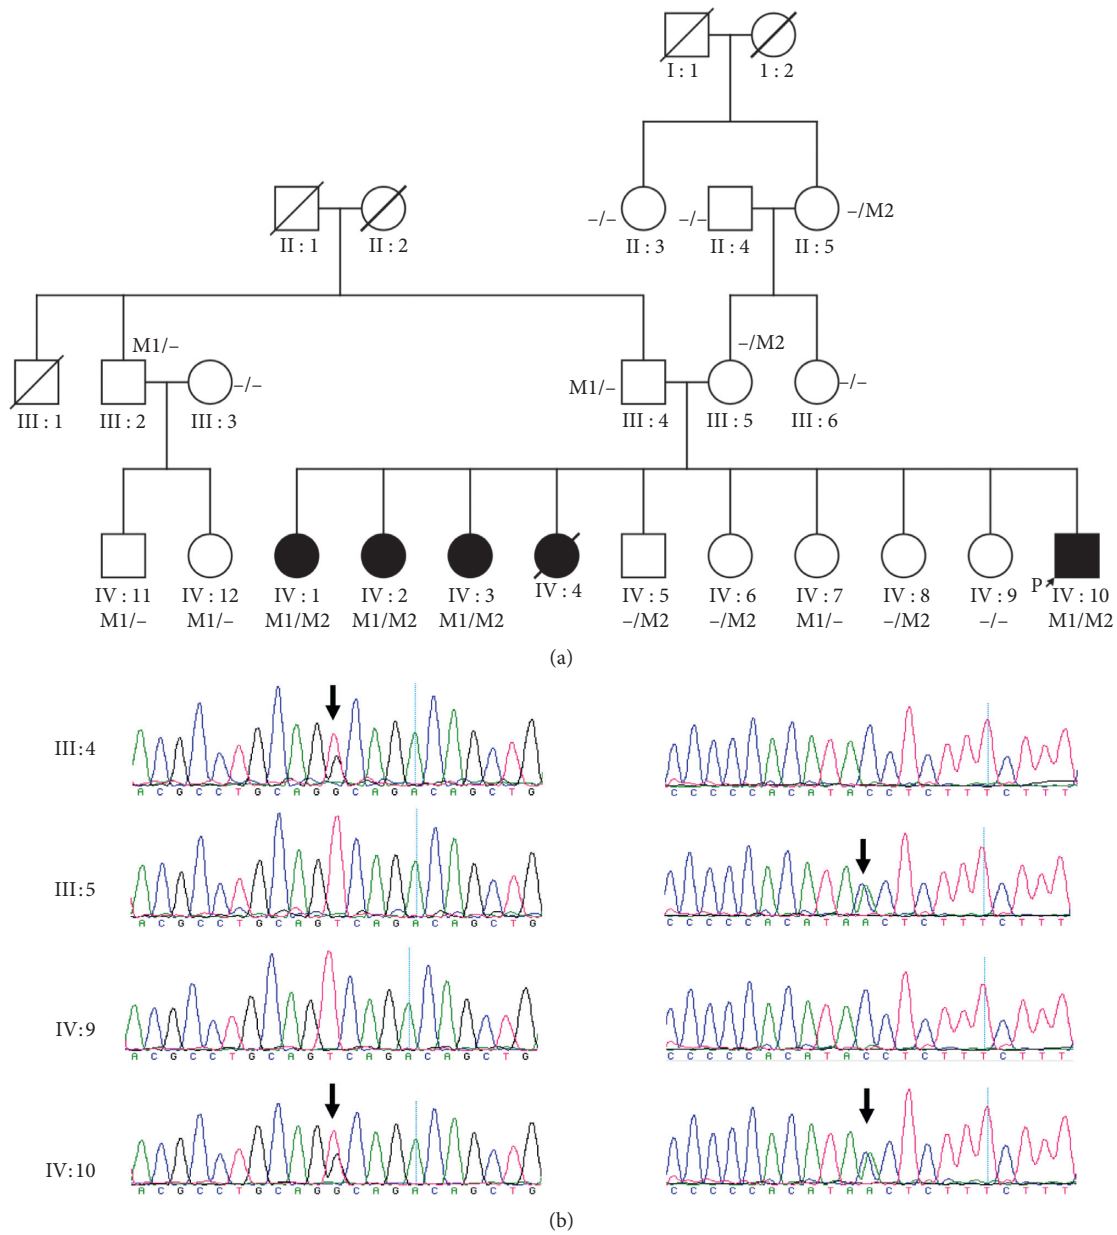 I : 1 1 : 2
–/– –/– –/M2
II : 1 II : 2 II : 3 II : 4 II : 5
M1/– –/M2
–/– M1/– –/–
III : 1 III : 2 III : 3 III : 4 III : 5 III : 6
P
IV : 11 IV : 12 IV : 1 IV : 2 IV : 3 IV : 4 IV : 5 IV : 6 IV : 7 IV : 8 IV : 9 IV : 10
M1/– M1/– M1/M2 M1/M2 M1/M2 –/M2 –/M2 M1/– –/M2 –/– M1/M2
(a)
III : 4
A C G C C T G C A G G C A G A C A G C T G C C C C C A C A T A C C T C T T T C T T T
III : 5
A C G C C T G C A G T C A G A C A G C T G C C C C C A C A T A A C T C T T T C T T T
IV : 9
A C G C C T G C A G T C A G A C A G C T G C C C C C A C A T A C C T C T T T C T T T
IV : 10
A C G C C T G C A G G C A G A C A G C T G C C C C C A C A T A A C T C T T T C T T T
(b)